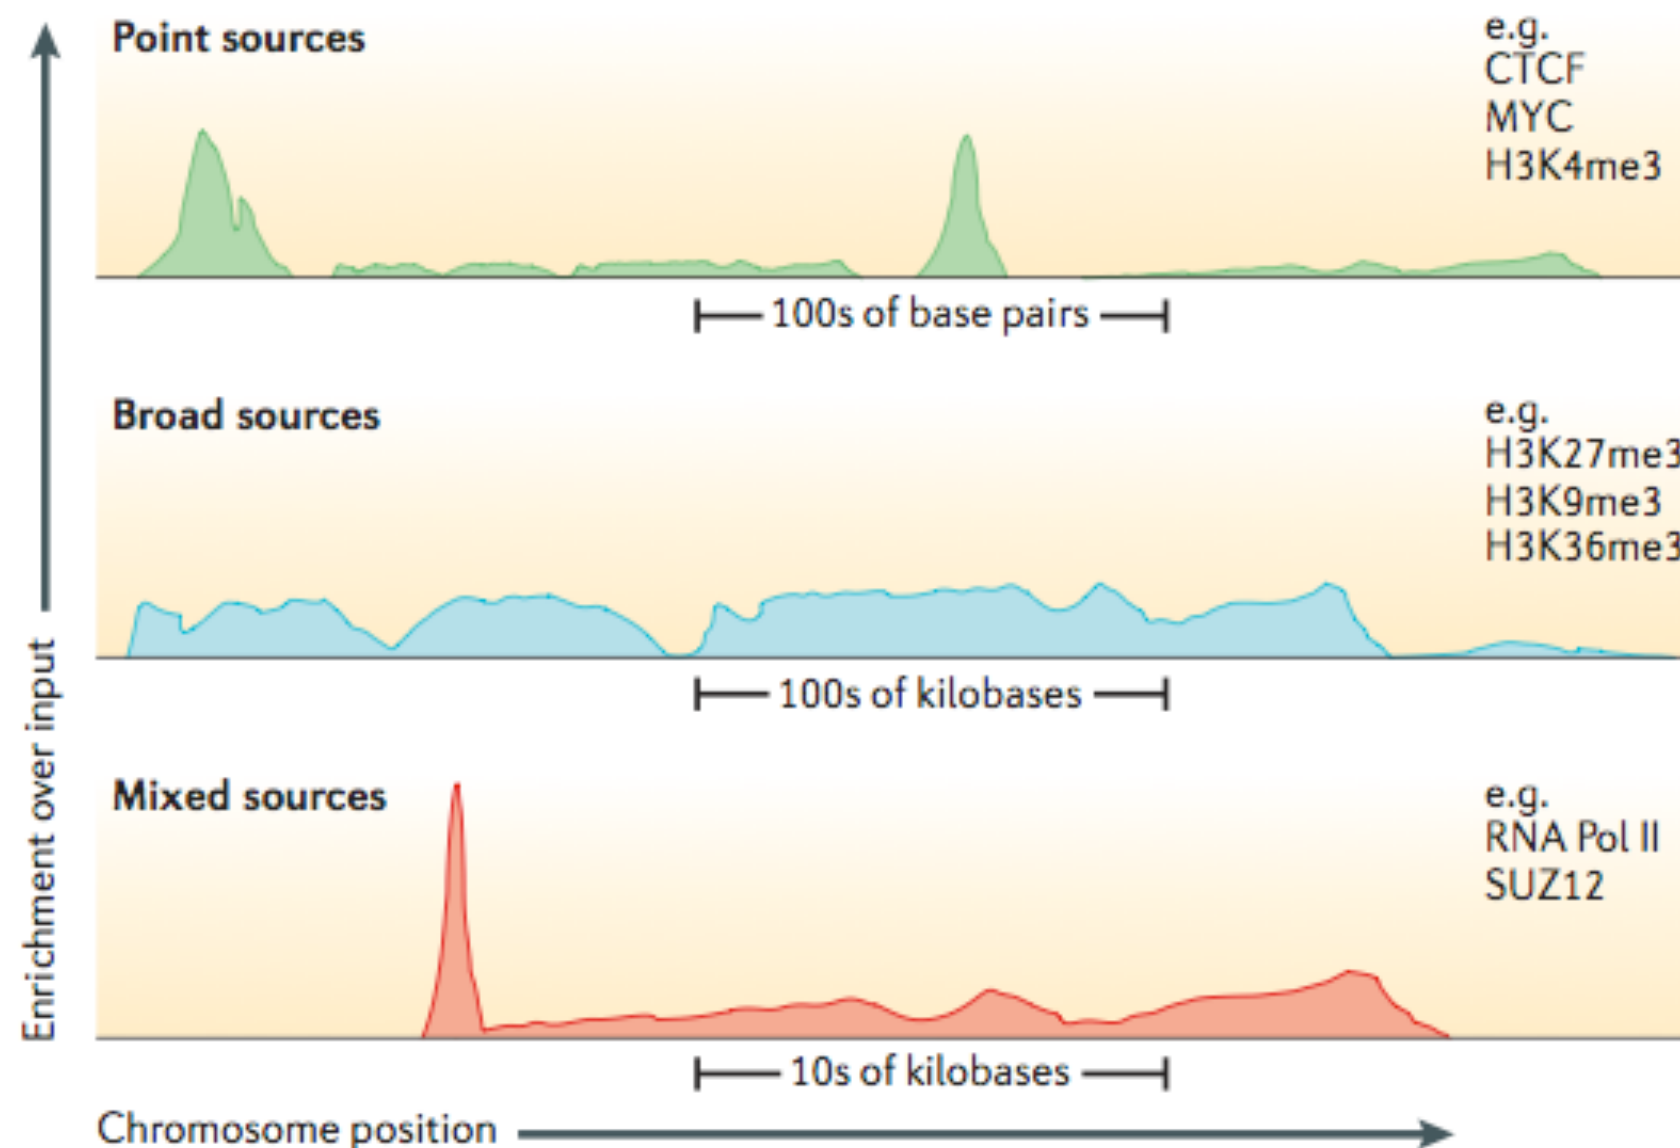 Point sources
e.g.
CTCF
MYC
H3K4me3
100s of base pairs
Broad sources
e.g.
H3K27me3
H3K9me3
H3K36me3
100s of kilobases
Mixed sources
e.g.
RNA Pol II
SUZ12
10s of kilobases
Enrichment over input
Chromosome position